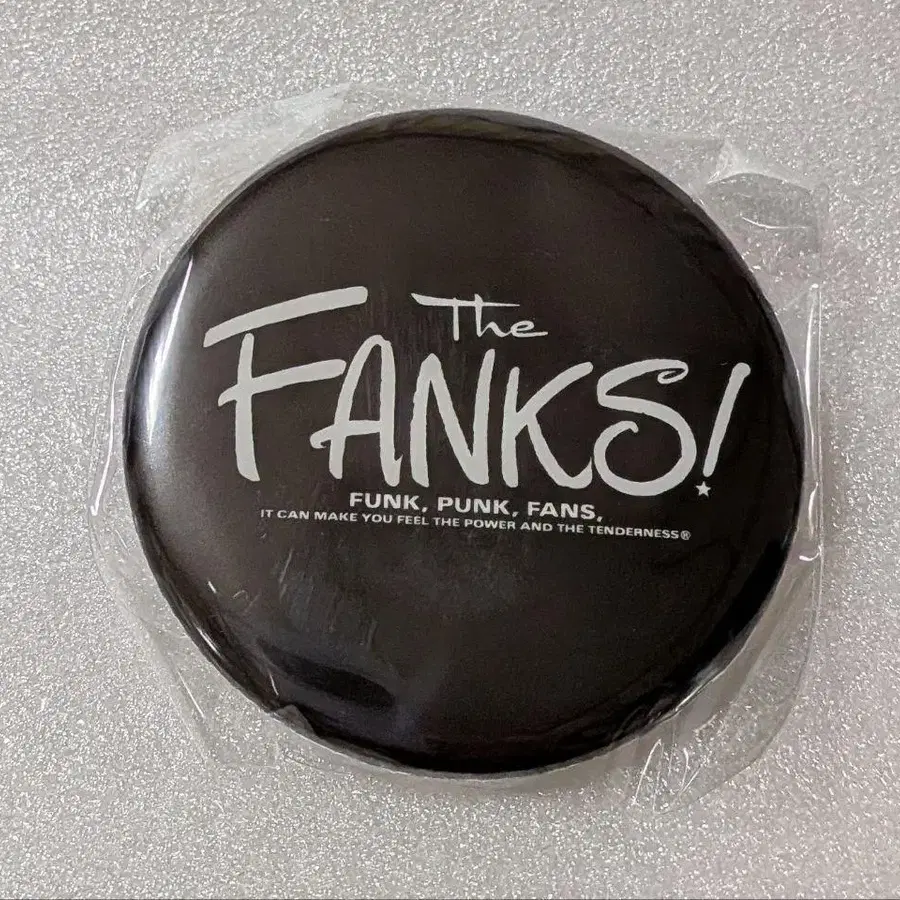 The
FANKS!
FUNK, PUNK, FANS,
IT CAN MAKE YOU FEEL THE POWER AND THE TENDERNESS®